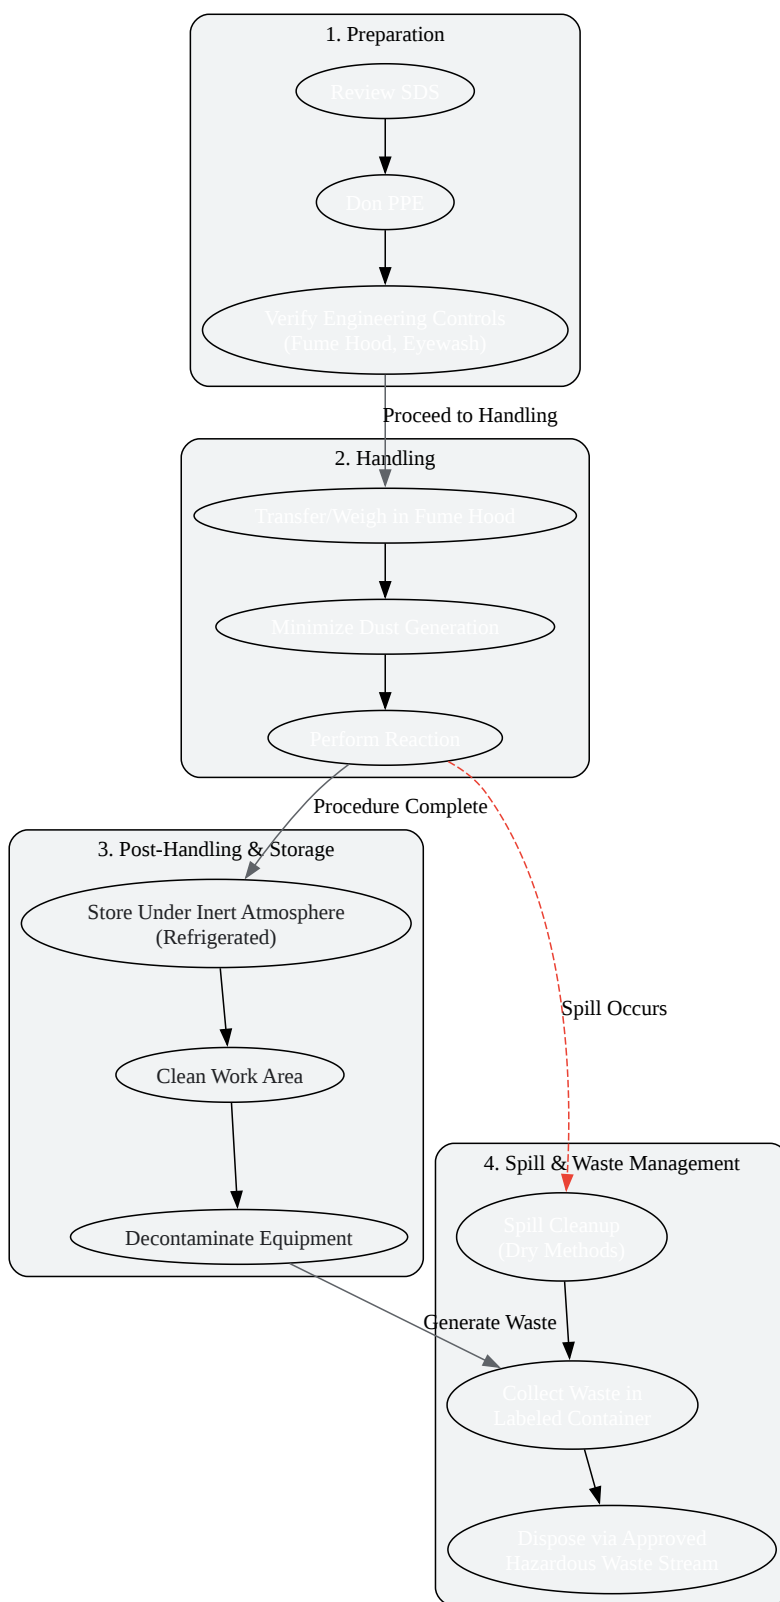 1. Preparation
Review SDS
Don PPE
Verify Engineering Controls
(Fume Hood, Eyewash)
Proceed to Handling
2. Handling
Transfer/Weigh in Fume Hood
Minimize Dust Generation
Perform Reaction
Procedure Complete
3. Post-Handling & Storage
Store Under Inert Atmosphere
(Refrigerated)
Clean Work Area
Decontaminate Equipment
Spill Occurs
4. Spill & Waste Management
Spill Cleanup
(Dry Methods)
Generate Waste
Collect Waste in
Labeled Container
Dispose via Approved
Hazardous Waste Stream